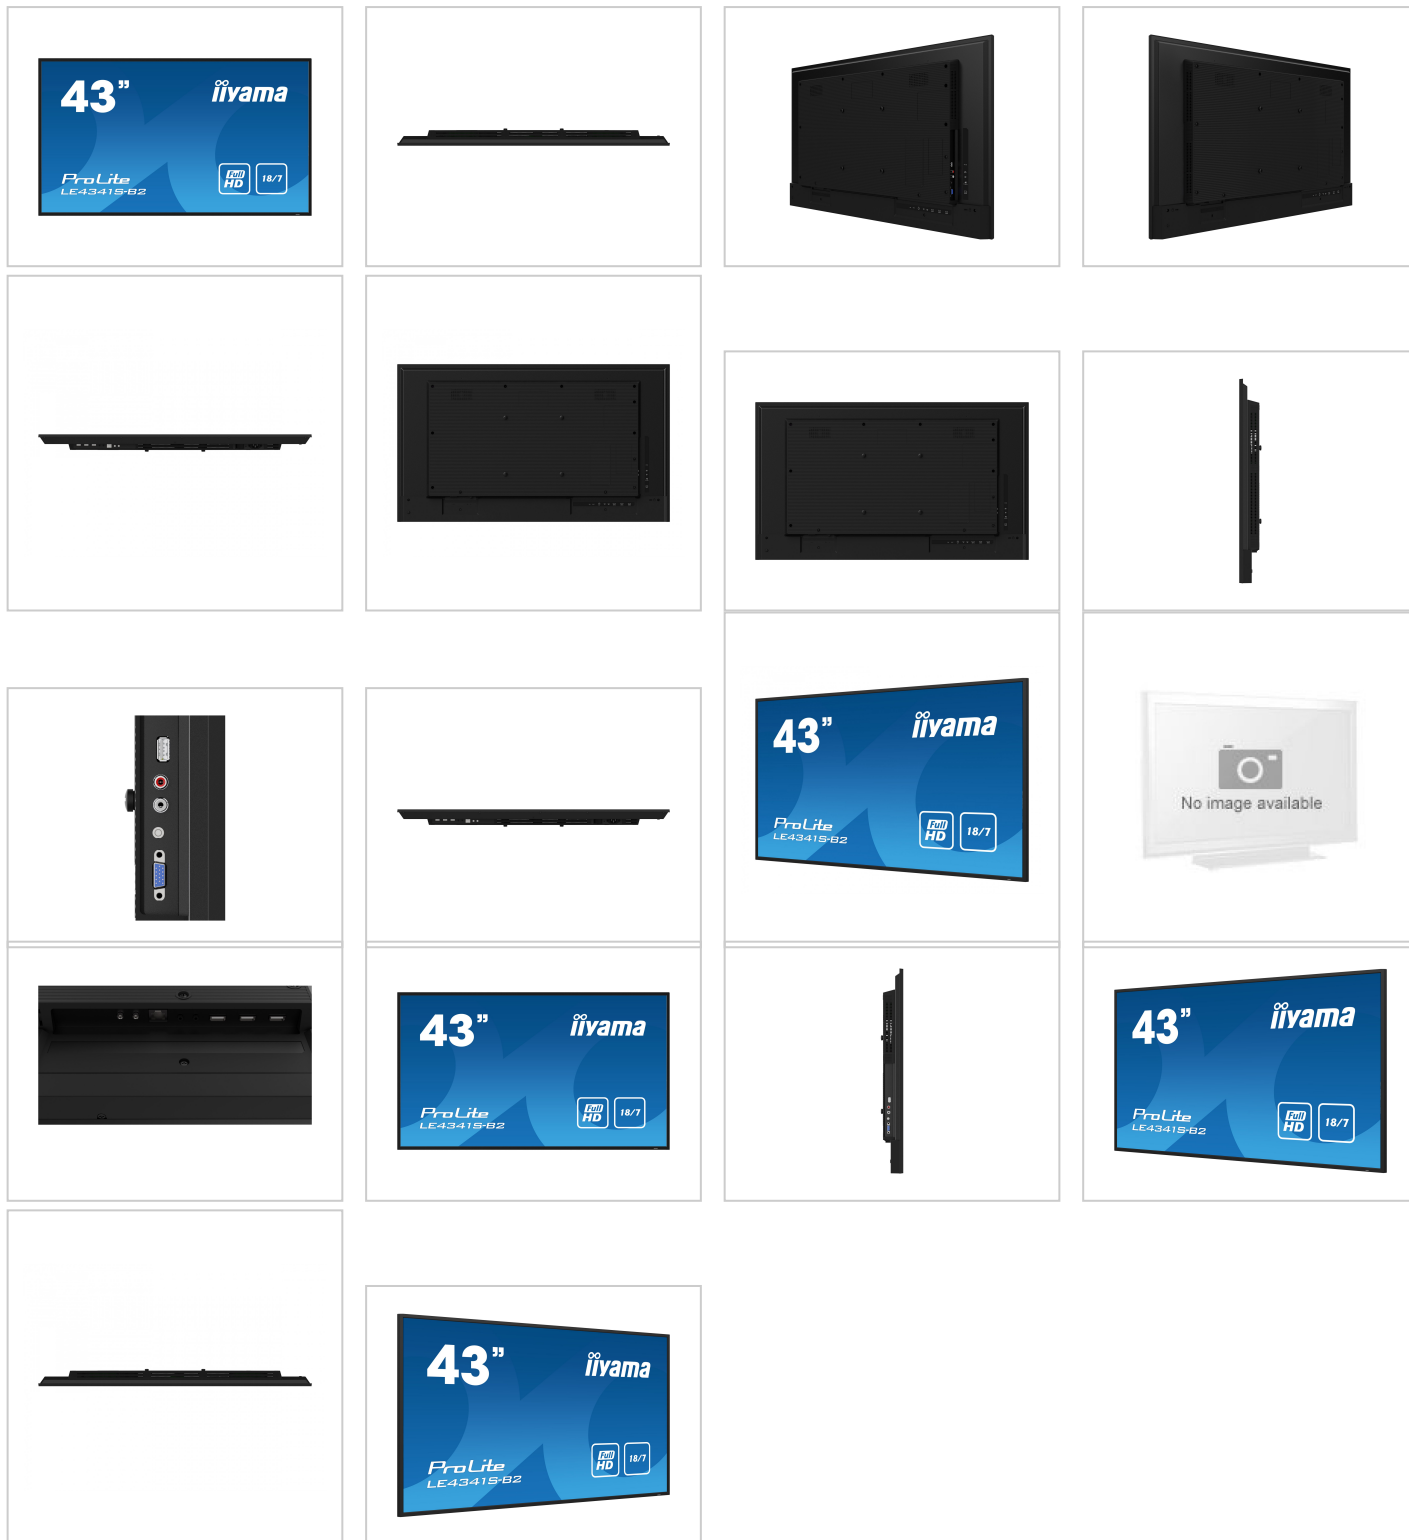 43”
iiyama
ProLite
LE4341S-B2
Full
HD
18/7
43”
iiyama
ProLite
LE4341S-B2
Full
HD
18/7
No image available
43”
iiyama
ProLite
LE4341S-B2
Full
HD
18/7
43”
iiyama
ProLite
LE4341S-B2
Full
HD
18/7
43”
iiyama
ProLite
LE4341S-B2
Full
HD
18/7